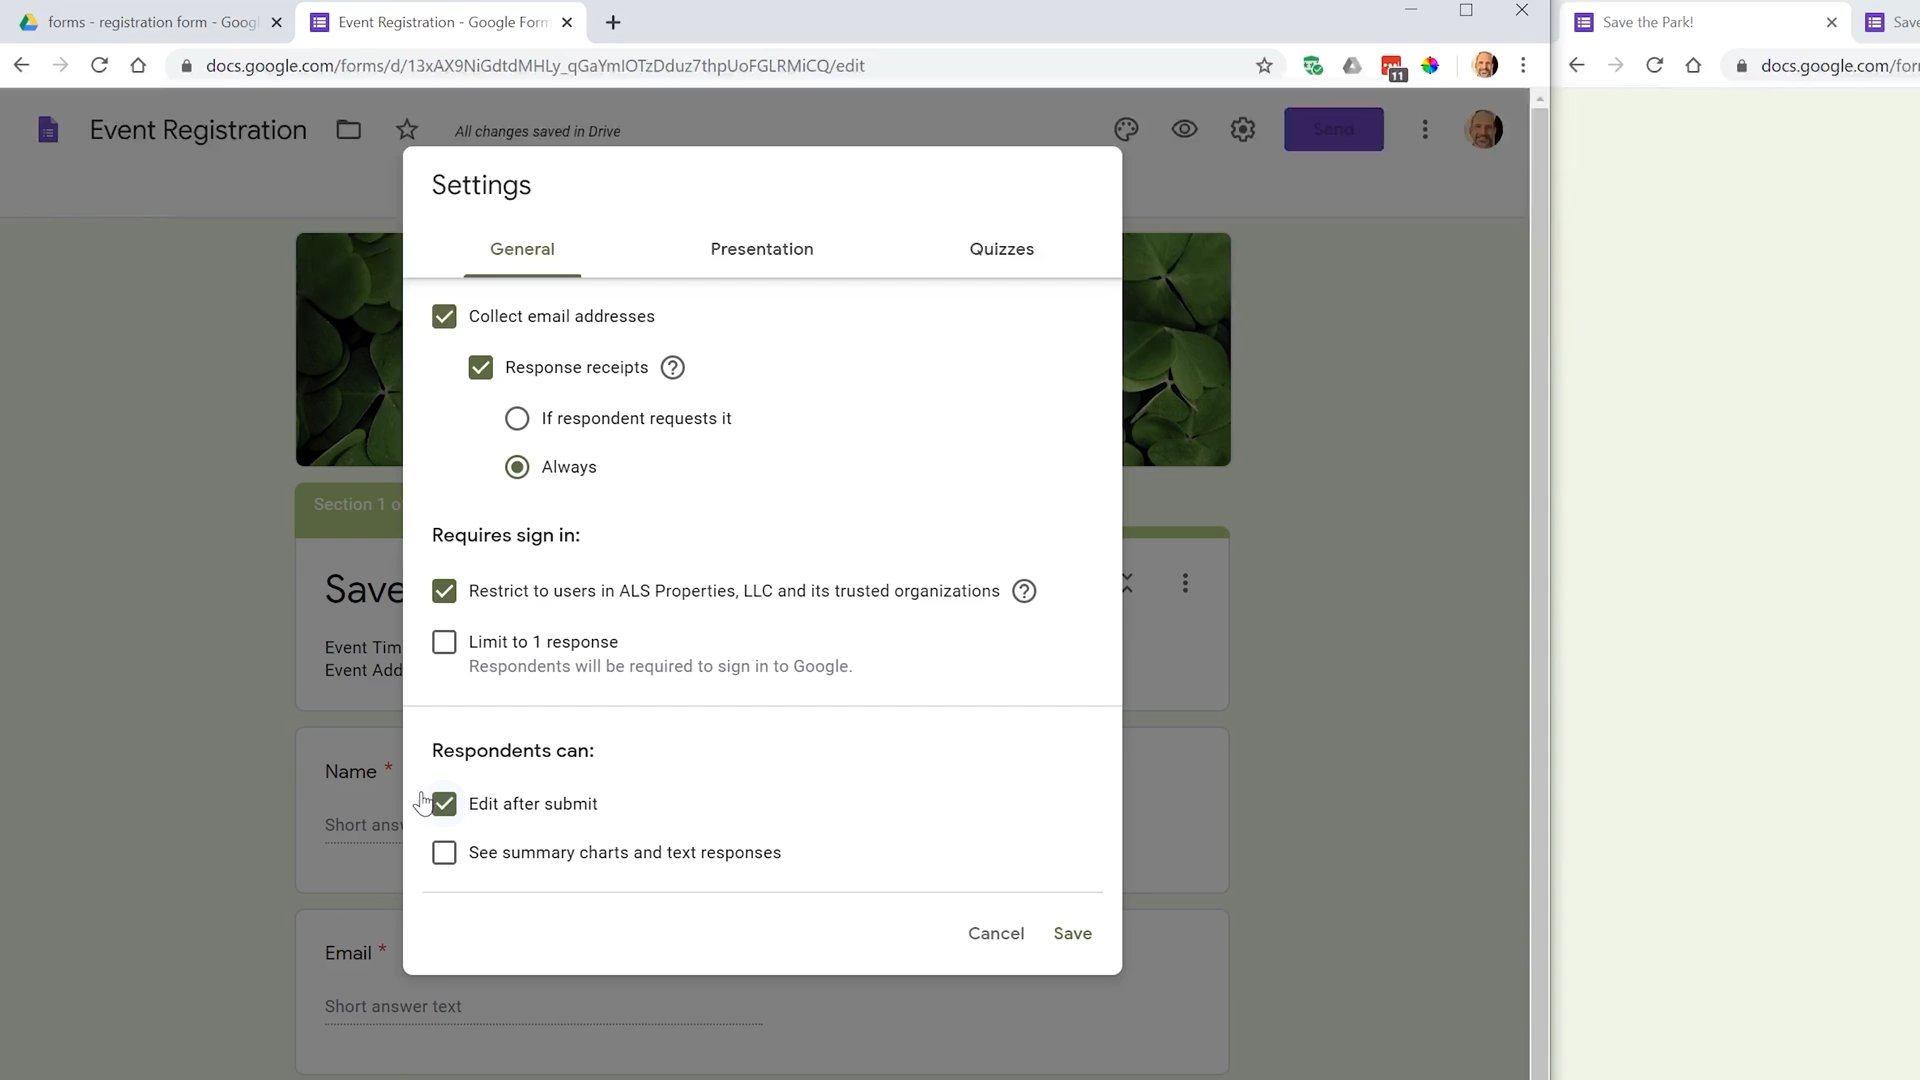 forms - registration form - Goog
Event Registration - Google Form
Save the Park!
Save
docs.google.com/forms/d/13xAX9NiGdtdMHLy_qGaYmIOTzDduz7thpUoFGLRMiCQ/edit
11
docs.google.com/for
Event Registration
All changes saved in Drive
Send
Settings
General
Presentation
Quizzes
Collect email addresses
Response receipts
If respondent requests it
Always
Section 1 o
Requires sign in:
Save
Restrict to users in ALS Properties, LLC and its trusted organizations
Event Tim
Limit to 1 response
Event Add
Respondents will be required to sign in to Google.
Respondents can:
Name *
Edit after submit
Short answ
See summary charts and text responses
Cancel
Save
Email *
Short answer text